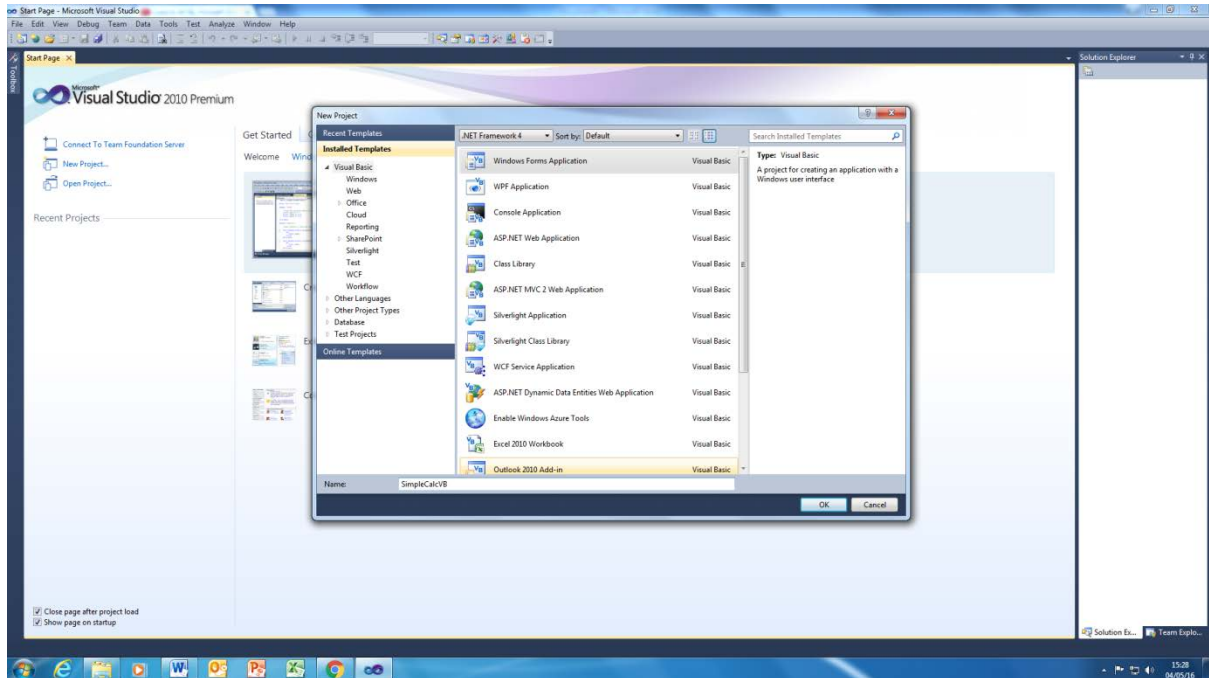 Start Page - Microsoft Visual Studio
File Edit View Debug Team Data Tools Test Analyze Window Help
Toolbox
Start Page
Solution Explorer
Microsoft
Visual Studio 2010 Premium
Connect To Team Foundation Server
New Project...
Open Project...
Recent Projects
Get Started
Welcome Wind
New Project
Recent Templates
Installed Templates
Visual Basic
Windows
Web
Office
Cloud
Reporting
SharePoint
Silverlight
Test
WCF
Workflow
Other Languages
Other Project Types
Database
Test Projects
Online Templates
.NET Framework 4 Sort by: Default Search Installed Templates
Windows Forms Application Visual Basic
WPF Application Visual Basic
Console Application Visual Basic
ASP.NET Web Application Visual Basic
Class Library Visual Basic
ASP.NET MVC 2 Web Application Visual Basic
Silverlight Application Visual Basic
Silverlight Class Library Visual Basic
WCF Service Application Visual Basic
ASP.NET Dynamic Data Entities Web Application Visual Basic
Enable Windows Azure Tools Visual Basic
Excel 2010 Workbook Visual Basic
Outlook 2010 Add-in Visual Basic
Type: Visual Basic
A project for creating an application with a
Windows user interface
Name: SimpleCalcVB
OK Cancel
Close page after project load
Show page on startup
Solution Ex... Team Explo...
15:28
04/05/16